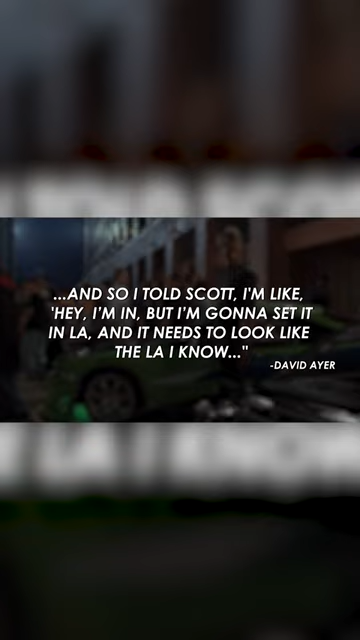 ...AND SO I TOLD SCOTT, I'M LIKE,
'HEY, I'M IN, BUT I'M GONNA SET IT
IN LA, AND IT NEEDS TO LOOK LIKE
THE LA I KNOW..."
-DAVID AYER